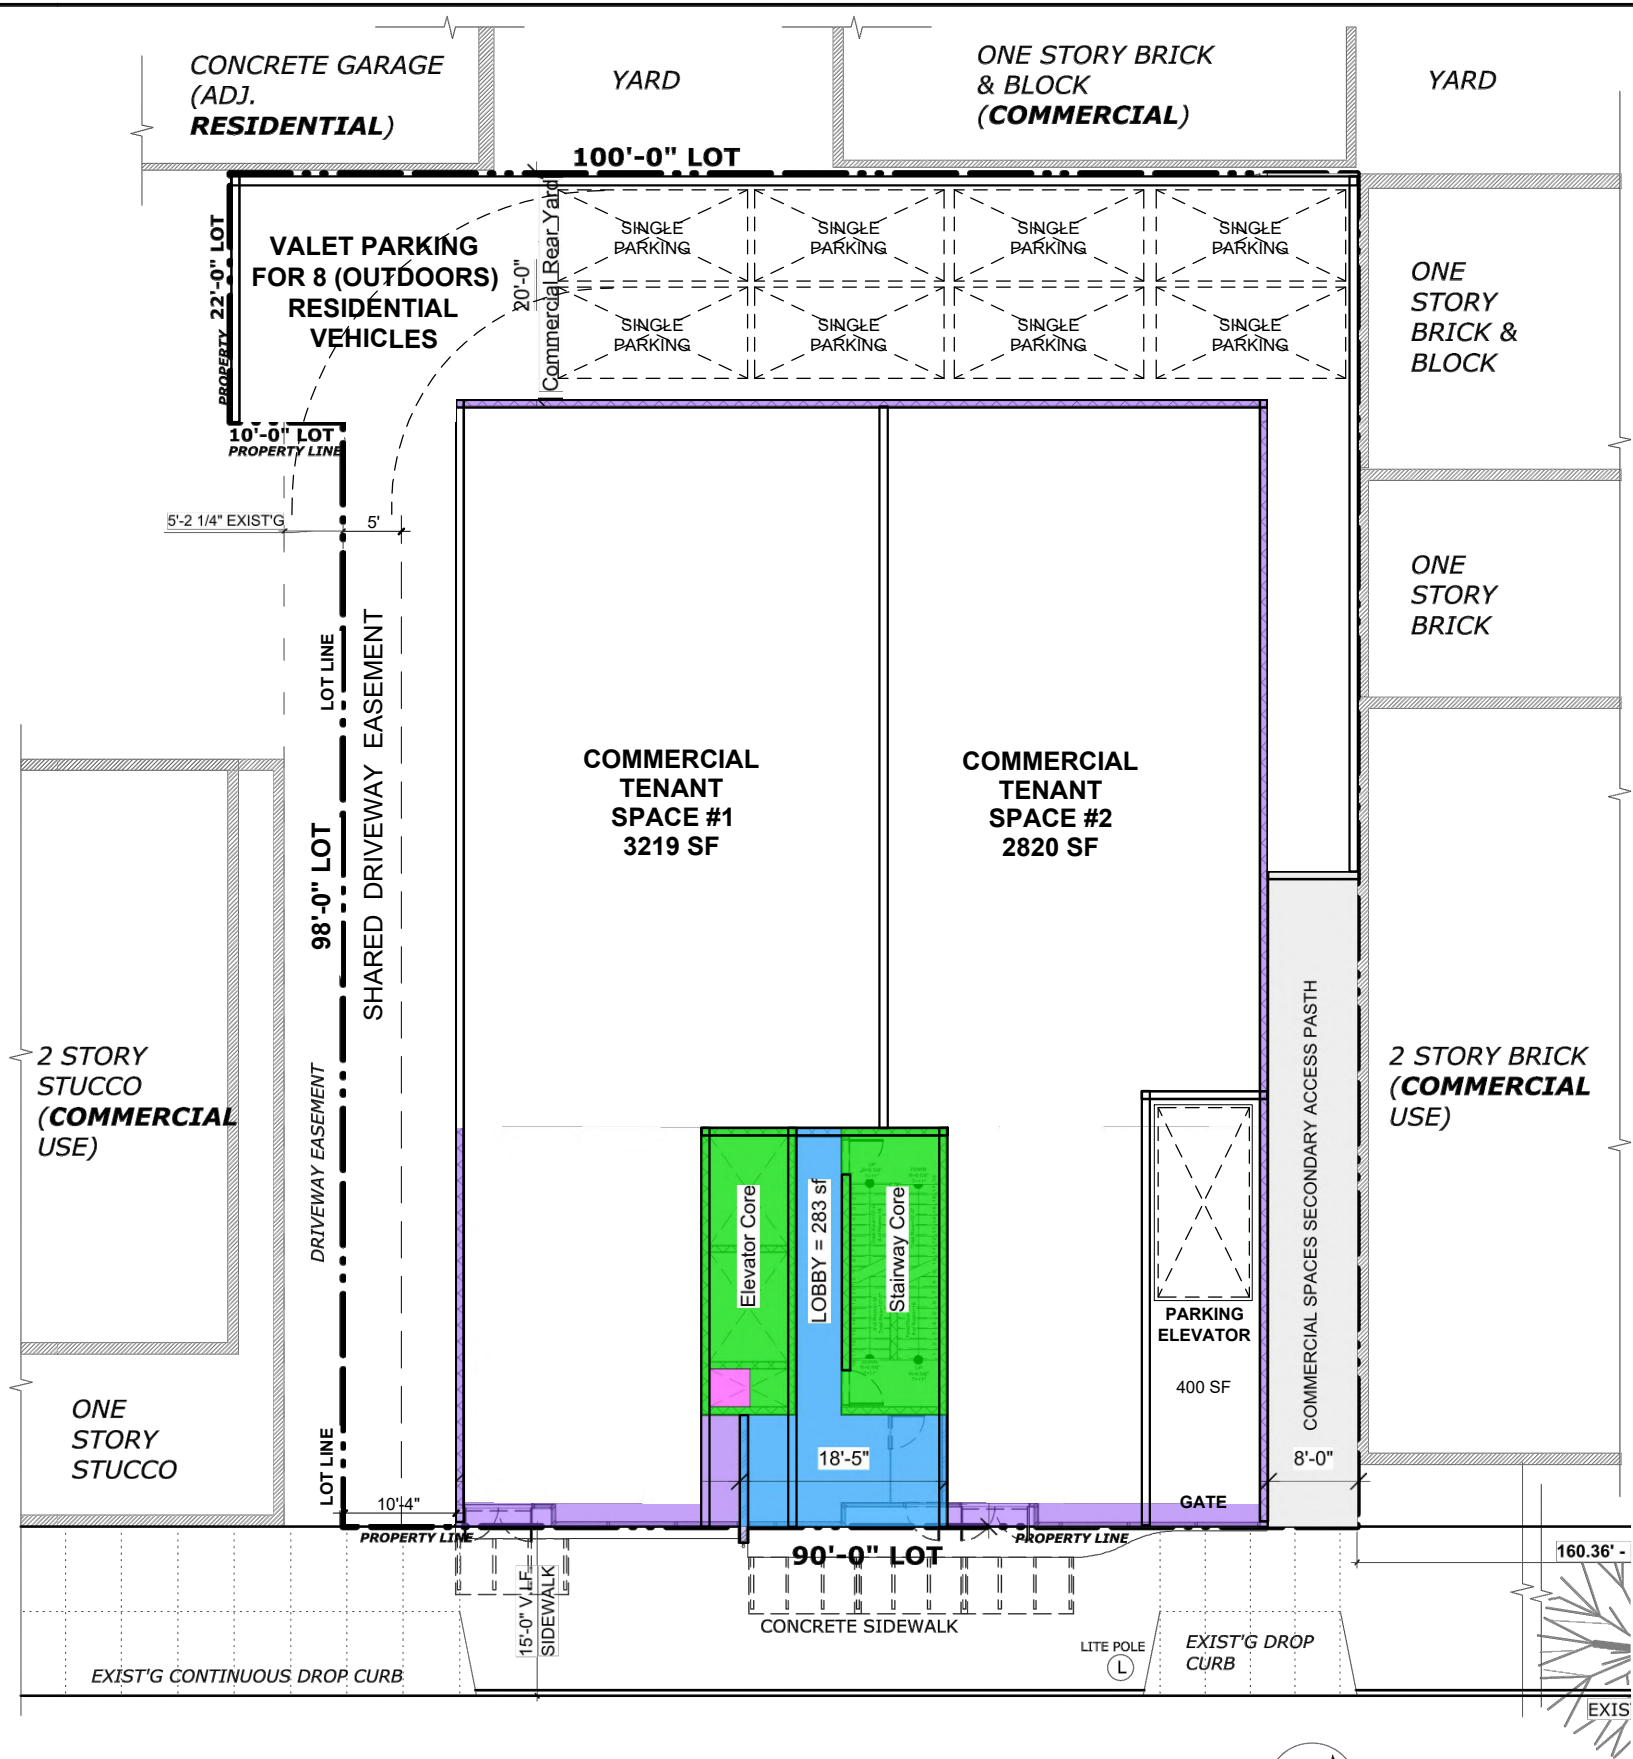 CONCRETE GARAGE
(ADJ.
RESIDENTIAL)
YARD
ONE STORY BRICK
& BLOCK
(COMMERCIAL)
YARD
100'-0" LOT
22'-0" LOT
PROPERTY
VALET PARKING
FOR 8 (OUTDOORS)
RESIDENTIAL
VEHICLES
20'-0"
Commercial Rear Yard
SINGLE
PARKING
SINGLE
PARKING
SINGLE
PARKING
SINGLE
PARKING
SINGLE
PARKING
SINGLE
PARKING
SINGLE
PARKING
SINGLE
PARKING
ONE
STORY
BRICK &
BLOCK
10'-0" LOT
PROPERTY LINE
5'-2 1/4" EXIST'G
5'
ONE
STORY
BRICK
LOT LINE
SHARED DRIVEWAY EASEMENT
98'-0" LOT
COMMERCIAL
TENANT
SPACE #1
3219 SF
COMMERCIAL
TENANT
SPACE #2
2820 SF
2 STORY
STUCCO
(COMMERCIAL
USE)
DRIVEWAY EASEMENT
COMMERCIAL SPACES SECONDARY ACCESS PASTH
2 STORY BRICK
(COMMERCIAL
USE)
Elevator Core
LOBBY = 283 sf
Stairway Core
PARKING
ELEVATOR
400 SF
ONE
STORY
STUCCO
LOT LINE
18'-5"
8'-0"
10'-4"
GATE
PROPERTY LINE
PROPERTY LINE
90'-0" LOT
160.36' -
15'-0" V.I.F.
SIDEWALK
CONCRETE SIDEWALK
LITE POLE
L
EXIST'G DROP
CURB
EXIST'G CONTINUOUS DROP CURB
EXIS